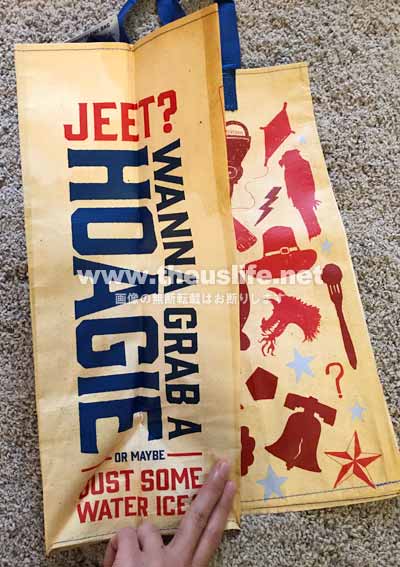 JEET?
WANNA GRAB A
HOAGIE
OR MAYBE
JUST SOME
WATER ICE?
www.theuslife.net
画像の無断転載はお断りします
?